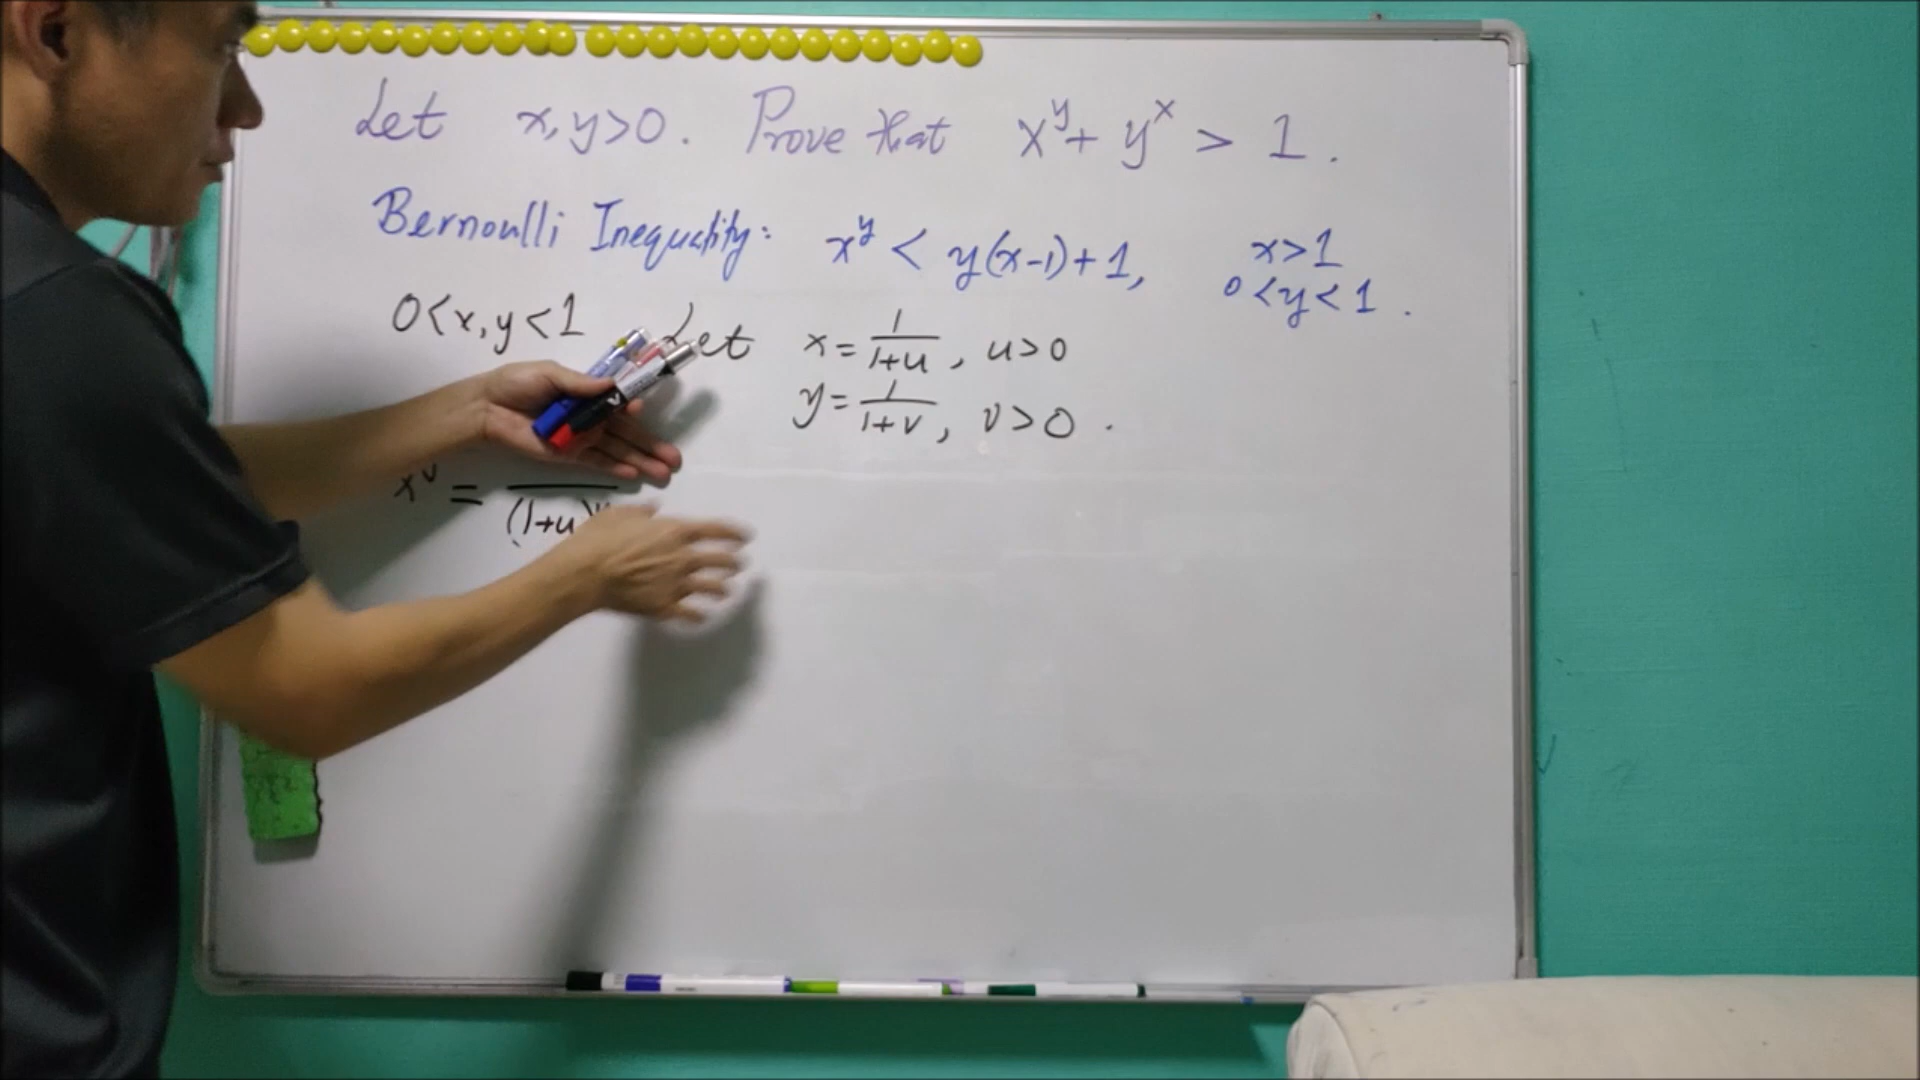 Let x, y > 0. Prove that x^y + y^x > 1.
Bernoulli Inequality: x^y < y(x-1)+1, x>1
0<y<1.
0<x,y<1 Let x = 1/(1+u), u>0
y = 1/(1+v), v>0.
x^y = 1/(1+u)^y